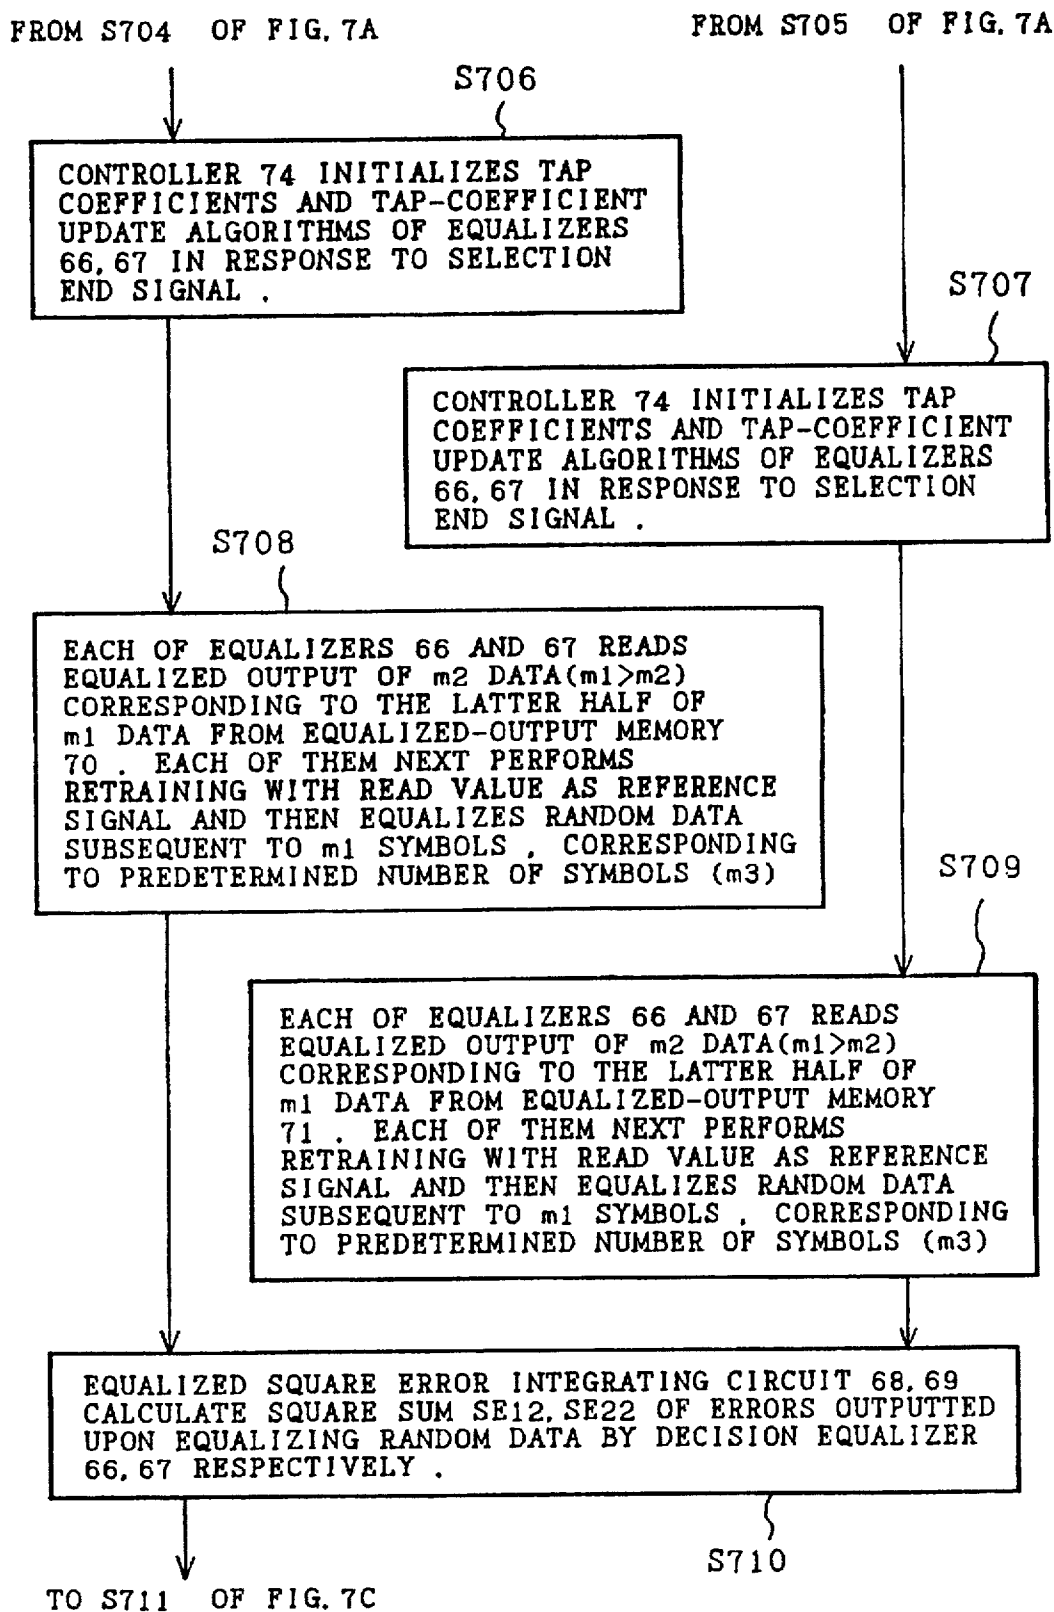 FROM S704 OF FIG. 7A
FROM S705 OF FIG. 7A
S706
CONTROLLER 74 INITIALIZES TAP
COEFFICIENTS AND TAP-COEFFICIENT
UPDATE ALGORITHMS OF EQUALIZERS
66, 67 IN RESPONSE TO SELECTION
END SIGNAL .
S707
CONTROLLER 74 INITIALIZES TAP
COEFFICIENTS AND TAP-COEFFICIENT
UPDATE ALGORITHMS OF EQUALIZERS
66, 67 IN RESPONSE TO SELECTION
END SIGNAL .
S708
EACH OF EQUALIZERS 66 AND 67 READS
EQUALIZED OUTPUT OF m2 DATA(m1>m2)
CORRESPONDING TO THE LATTER HALF OF
m1 DATA FROM EQUALIZED-OUTPUT MEMORY
70 . EACH OF THEM NEXT PERFORMS
RETRAINING WITH READ VALUE AS REFERENCE
SIGNAL AND THEN EQUALIZES RANDOM DATA
SUBSEQUENT TO m1 SYMBOLS , CORRESPONDING
TO PREDETERMINED NUMBER OF SYMBOLS (m3)
S709
EACH OF EQUALIZERS 66 AND 67 READS
EQUALIZED OUTPUT OF m2 DATA(m1>m2)
CORRESPONDING TO THE LATTER HALF OF
m1 DATA FROM EQUALIZED-OUTPUT MEMORY
71 . EACH OF THEM NEXT PERFORMS
RETRAINING WITH READ VALUE AS REFERENCE
SIGNAL AND THEN EQUALIZES RANDOM DATA
SUBSEQUENT TO m1 SYMBOLS , CORRESPONDING
TO PREDETERMINED NUMBER OF SYMBOLS (m3)
EQUALIZED SQUARE ERROR INTEGRATING CIRCUIT 68, 69
CALCULATE SQUARE SUM SE12, SE22 OF ERRORS OUTPUTTED
UPON EQUALIZING RANDOM DATA BY DECISION EQUALIZER
66, 67 RESPECTIVELY .
S710
TO S711 OF FIG. 7C